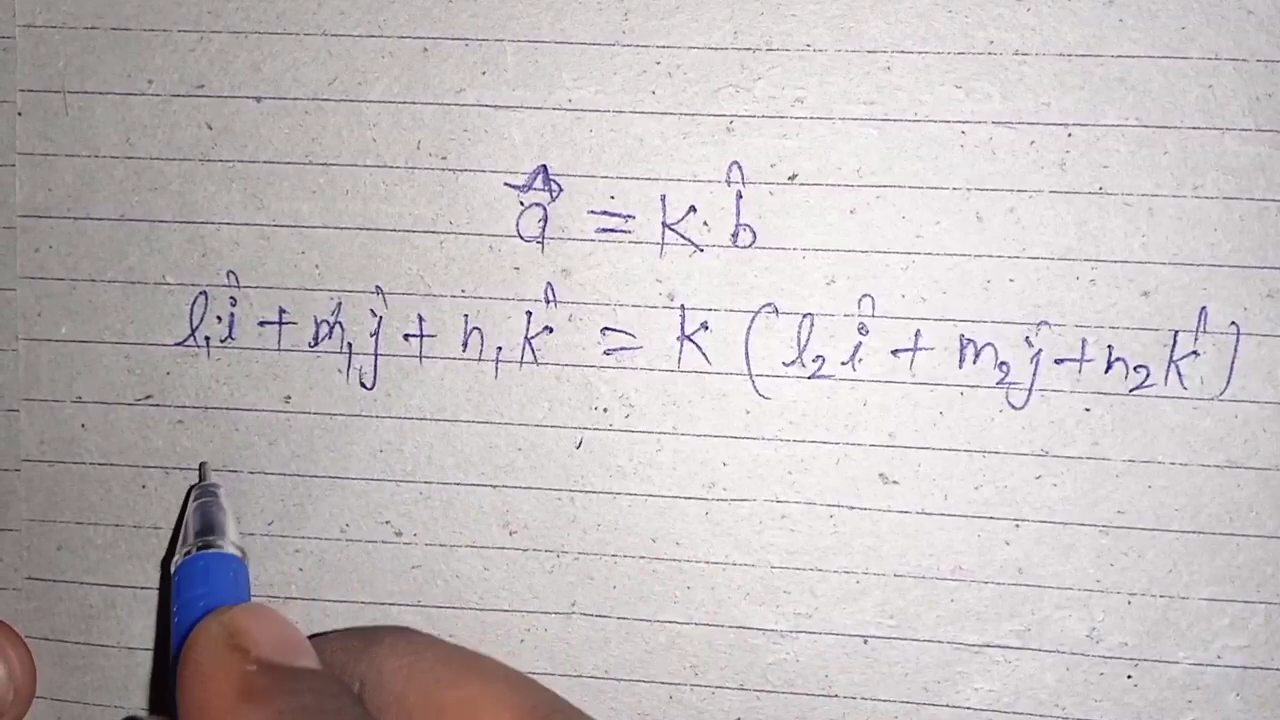 â = K. b̂
l₁î + m₁ĵ + n₁k̂ = K (l₂î + m₂ĵ + n₂k̂)